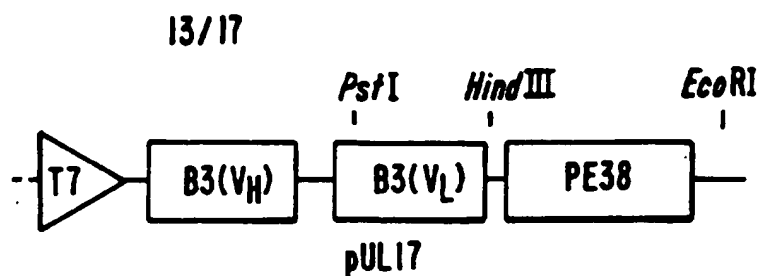 13/17
PstI HindIII EcoRI
T7 B3(VH) B3(VL) PE38
pUL17